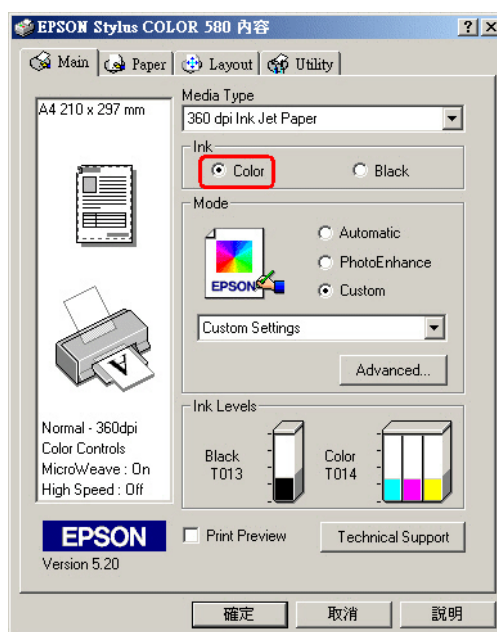 EPSON Stylus COLOR 580 內容
Main Paper Layout Utility
A4 210 x 297 mm
Media Type
360 dpi Ink Jet Paper
Ink
Color Black
Mode
Automatic
PhotoEnhance
Custom
EPSON
Custom Settings
Advanced...
A
Normal - 360dpi
Color Controls
MicroWeave : On
High Speed : Off
Ink Levels
Black
T013
Color
T014
EPSON
Version 5.20
Print Preview
Technical Support
確定 取消 說明